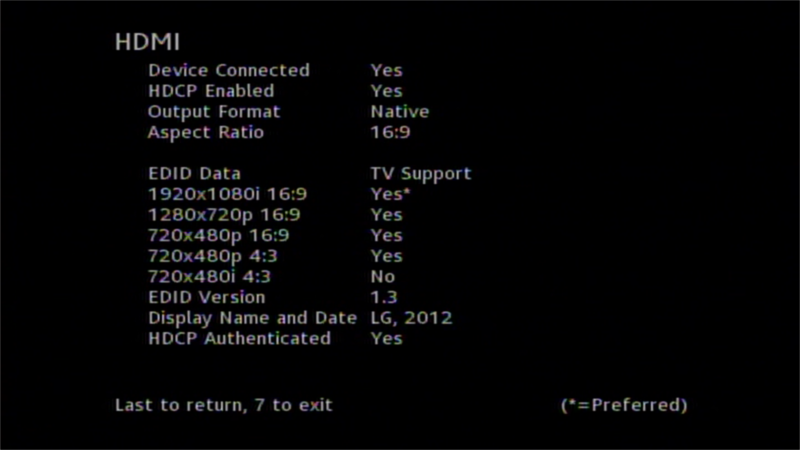 HDMI
Device Connected Yes
HDCP Enabled Yes
Output Format Native
Aspect Ratio 16:9
EDID Data TV Support
1920x1080i 16:9 Yes*
1280x720p 16:9 Yes
720x480p 16:9 Yes
720x480p 4:3 Yes
720x480i 4:3 No
EDID Version 1.3
Display Name and Date LG, 2012
HDCP Authenticated Yes
Last to return, 7 to exit (*=Preferred)